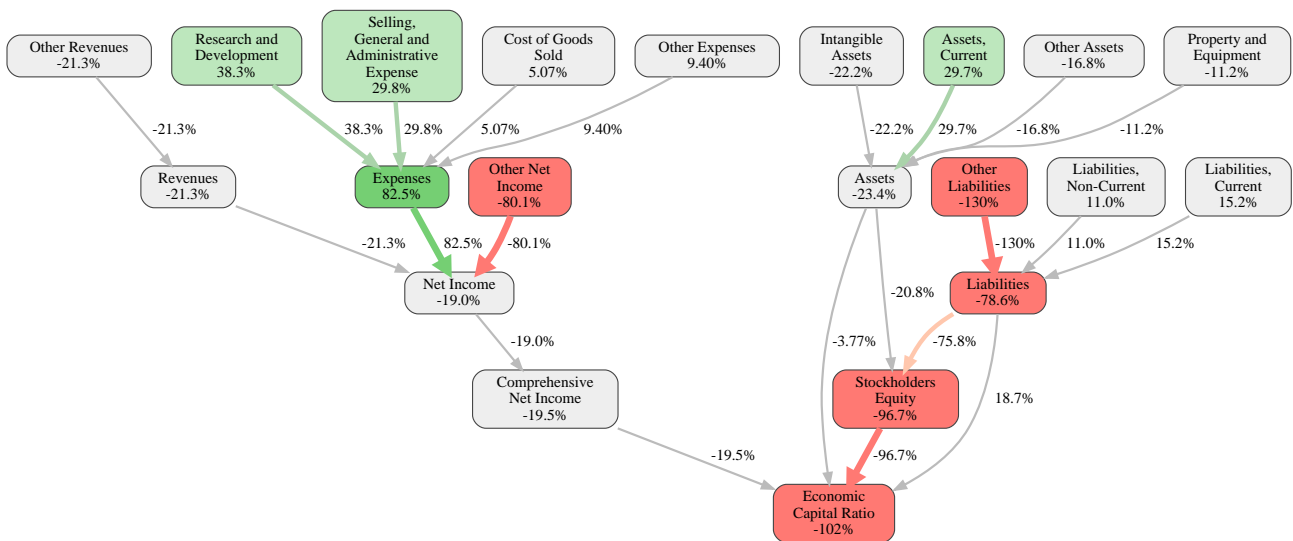 Other Revenues
-21.3%
Research and
Development
38.3%
Selling,
General and
Administrative
Expense
29.8%
Cost of Goods
Sold
5.07%
Other Expenses
9.40%
Intangible
Assets
-22.2%
Assets,
Current
29.7%
Other Assets
-16.8%
Property and
Equipment
-11.2%
-21.3%
38.3%
29.8%
5.07%
9.40%
-22.2%
29.7%
-16.8%
-11.2%
Revenues
-21.3%
Expenses
82.5%
Other Net
Income
-80.1%
Assets
-23.4%
Other
Liabilities
-130%
Liabilities,
Non-Current
11.0%
Liabilities,
Current
15.2%
-21.3%
82.5%
-80.1%
-130%
11.0%
15.2%
Net Income
-19.0%
-20.8%
Liabilities
-78.6%
-19.0%
-3.77%
-75.8%
Comprehensive
Net Income
-19.5%
Stockholders
Equity
-96.7%
18.7%
-19.5%
-96.7%
Economic
Capital Ratio
-102%